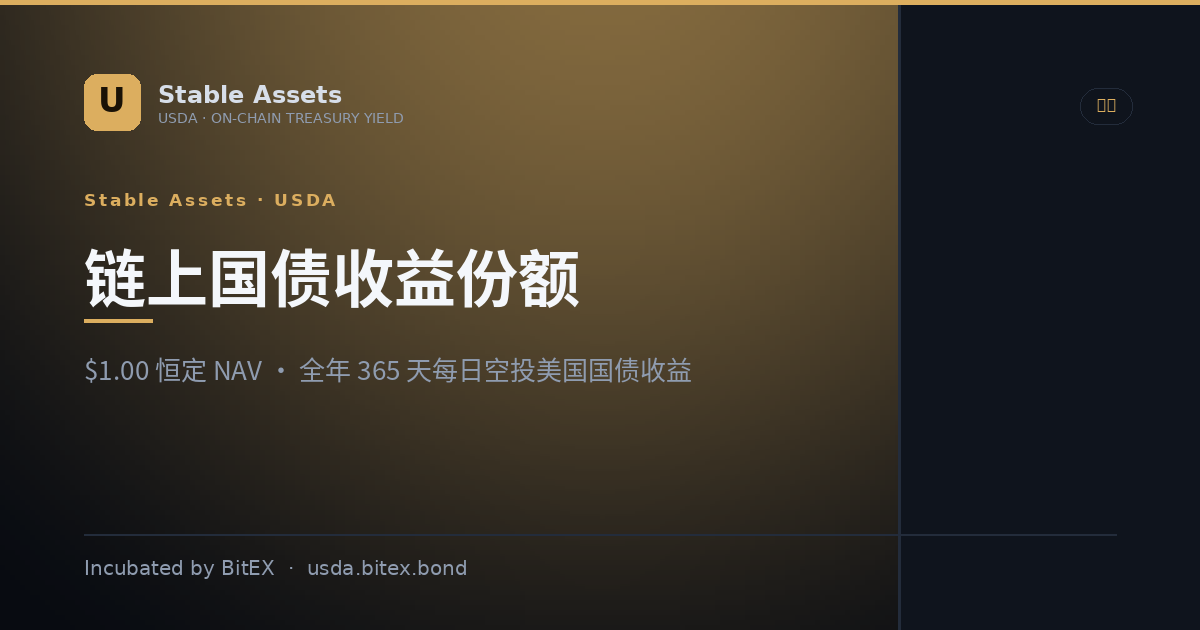 U
Stable Assets
USDA · ON-CHAIN TREASURY YIELD
Stable Assets · USDA
链上国债收益份额
$1.00 恒定 NAV · 全年 365 天每日空投美国国债收益
Incubated by BitEX · usda.bitex.bond